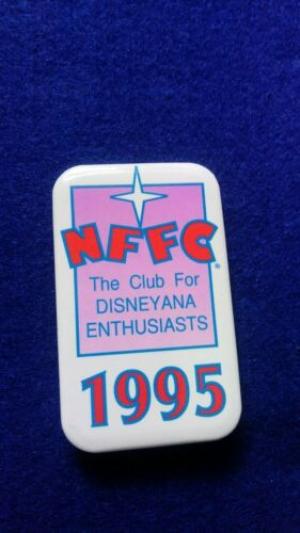 NFFC®
The Club For
DISNEYANA
ENTHUSIASTS
1995